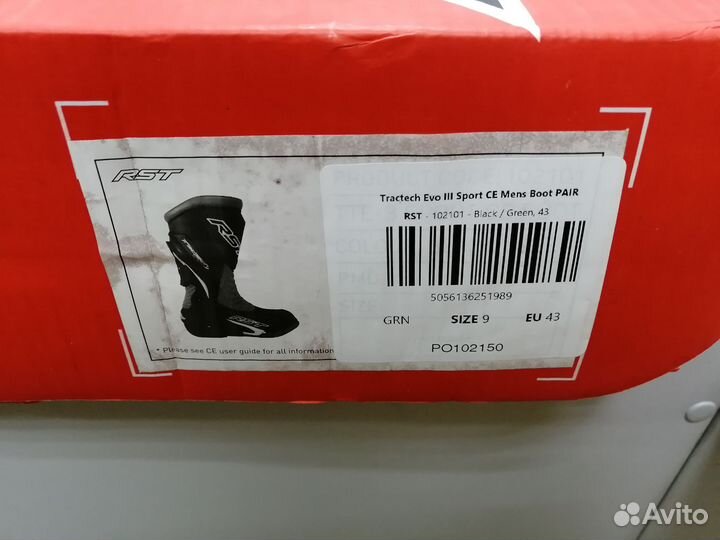 RST
Tractech Evo III Sport CE Mens Boot PAIR
RST - 102101 - Black / Green, 43
5056136251989
GRN SIZE 9 EU 43
PO102150
RST
* Please see CE user guide for all information
Avito